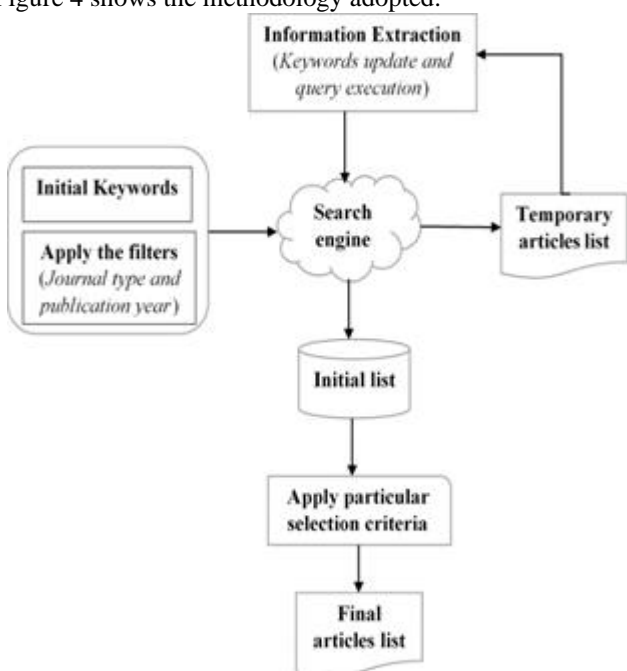 Figure 4 shows the methodology adopted.
Information Extraction
(Keywords update and
query execution)
Initial Keywords
Apply the filters
(Journal type and
publication year)
Search
engine
Temporary
articles list
Initial list
Apply particular
selection criteria
Final
articles list